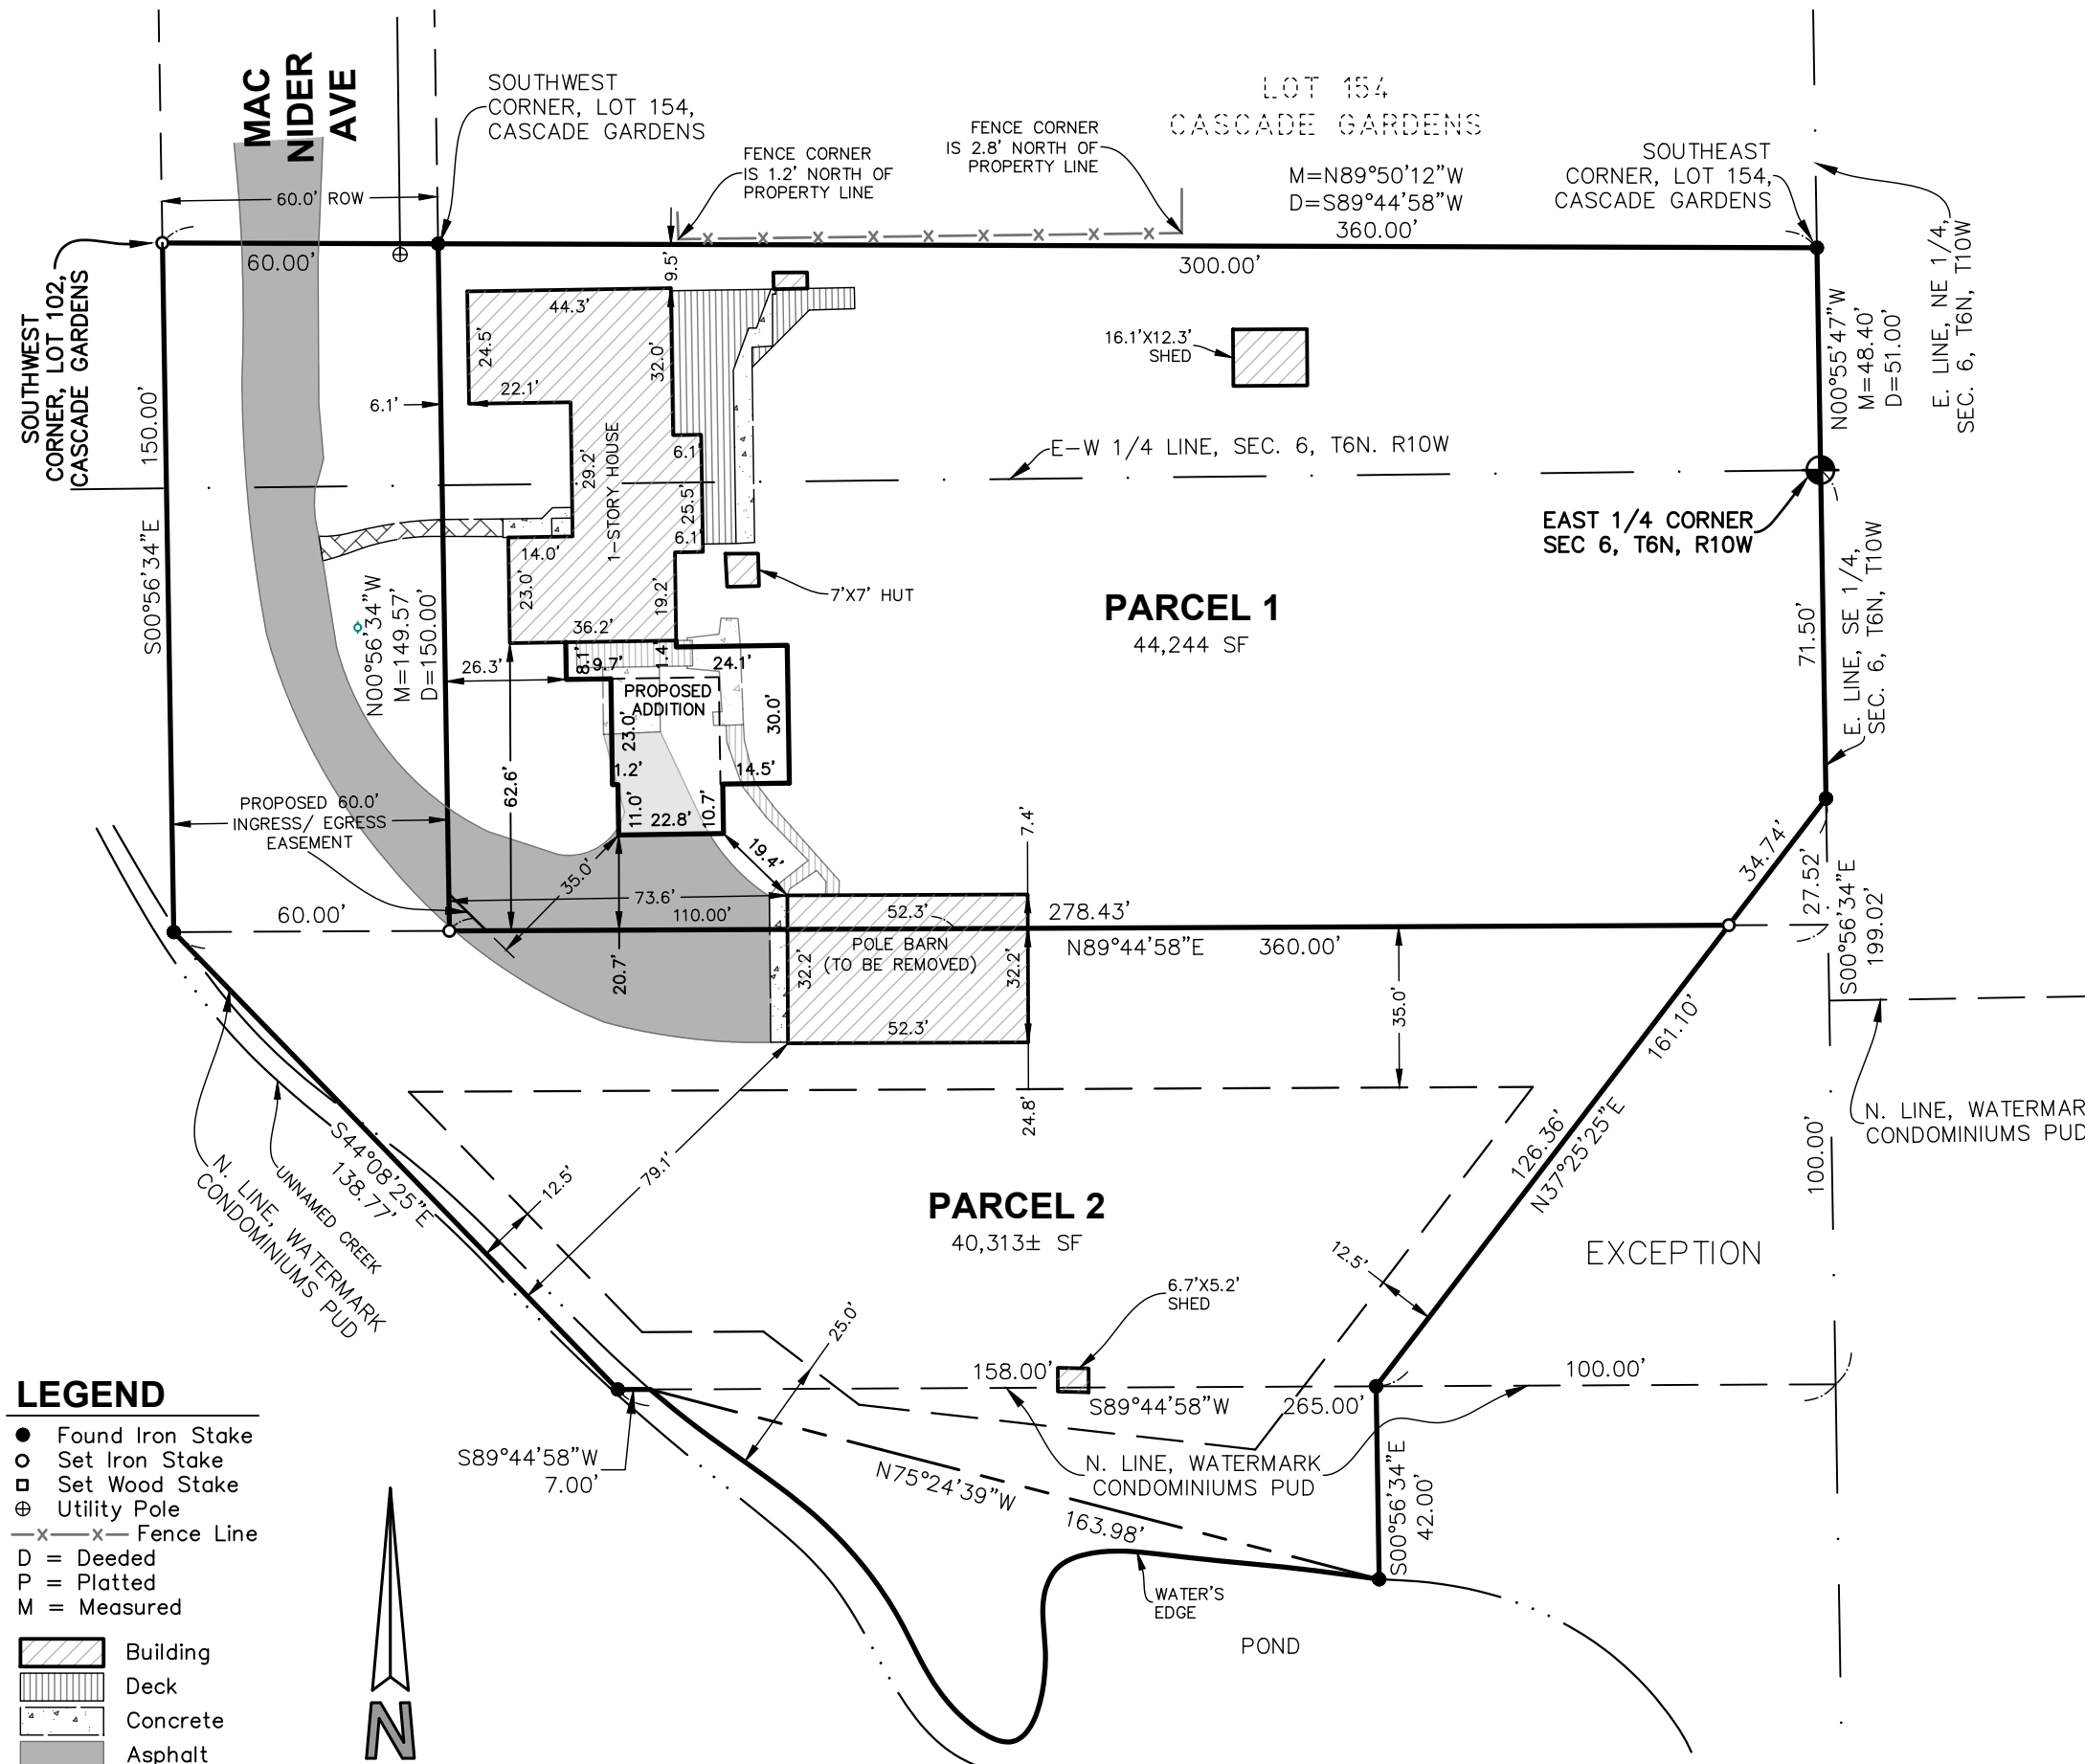 MAC
NIDER
AVE
SOUTHWEST
CORNER, LOT 154,
CASCADE GARDENS
LOT 154
CASCADE GARDENS
FENCE CORNER
IS 1.2' NORTH OF
PROPERTY LINE
FENCE CORNER
IS 2.8' NORTH OF
PROPERTY LINE
M=N89°50'12"W
D=S89°44'58"W
360.00'
SOUTHEAST
CORNER, LOT 154,
CASCADE GARDENS
60.0' ROW
60.00'
300.00'
SOUTHWEST
CORNER, LOT 102,
CASCADE GARDENS
E. LINE, NE 1/4,
SEC. 6, T6N, T10W
N00°55'47"W
M=48.40'
D=51.00'
9.5'
44.3'
24.5'
32.0'
22.1'
6.1'
16.1'X12.3'
SHED
150.00'
S00°56'34"E
29.2'
1-STORY HOUSE
6.1'
25.5'
6.1'
E-W 1/4 LINE, SEC. 6, T6N. R10W
EAST 1/4 CORNER
SEC 6, T6N, R10W
14.0'
23.0'
19.2'
36.2'
7'X7' HUT
PARCEL 1
44,244 SF
71.50'
E. LINE, SE 1/4,
SEC. 6, T6N, T10W
N00°56'34"W
M=149.57'
D=150.00'
26.3'
8.1'
9.7'
1.4'
24.1'
PROPOSED
ADDITION
23.0'
30.0'
1.2'
14.5'
62.6'
11.0'
22.8'
10.7'
PROPOSED 60.0'
INGRESS/ EGRESS
EASEMENT
35.0'
19.4'
7.4'
34.74'
27.52'
S00°56'34"E
199.02'
60.00'
73.6'
110.00'
52.3'
278.43'
N89°44'58"E
360.00'
POLE BARN
(TO BE REMOVED)
20.7'
32.2'
32.2'
52.3'
35.0'
161.10'
24.8'
N. LINE, WATERMAR
CONDOMINIUMS PUD
100.00'
S44°08'25"E
138.77'
UNNAMED CREEK
N. LINE, WATERMARK
CONDOMINIUMS PUD
12.5'
79.1'
126.36'
N37°25'25"E
PARCEL 2
40,313± SF
12.5'
EXCEPTION
6.7'X5.2'
SHED
25.0'
158.00'
S89°44'58"W
265.00'
100.00'
S89°44'58"W
7.00'
N. LINE, WATERMARK
CONDOMINIUMS PUD
N75°24'39"W
163.98'
S00°56'34"E
42.00'
WATER'S
EDGE
POND
LEGEND
Found Iron Stake
Set Iron Stake
Set Wood Stake
Utility Pole
x x Fence Line
D = Deeded
P = Platted
M = Measured
Building
Deck
Concrete
Asphalt
N